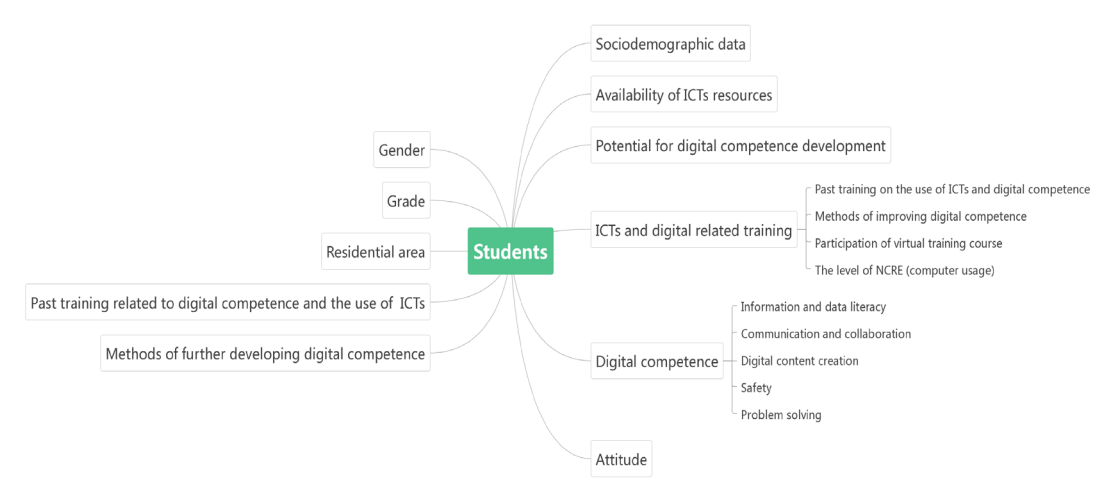 Students
Gender
Grade
Residential area
Past training related to digital competence and the use of ICTs
Methods of further developing digital competence
Sociodemographic data
Availability of ICTs resources
Potential for digital competence development
ICTs and digital related training
Past training on the use of ICTs and digital competence
Methods of improving digital competence
Participation of virtual training course
The level of NCRE (computer usage)
Digital competence
Information and data literacy
Communication and collaboration
Digital content creation
Safety
Problem solving
Attitude